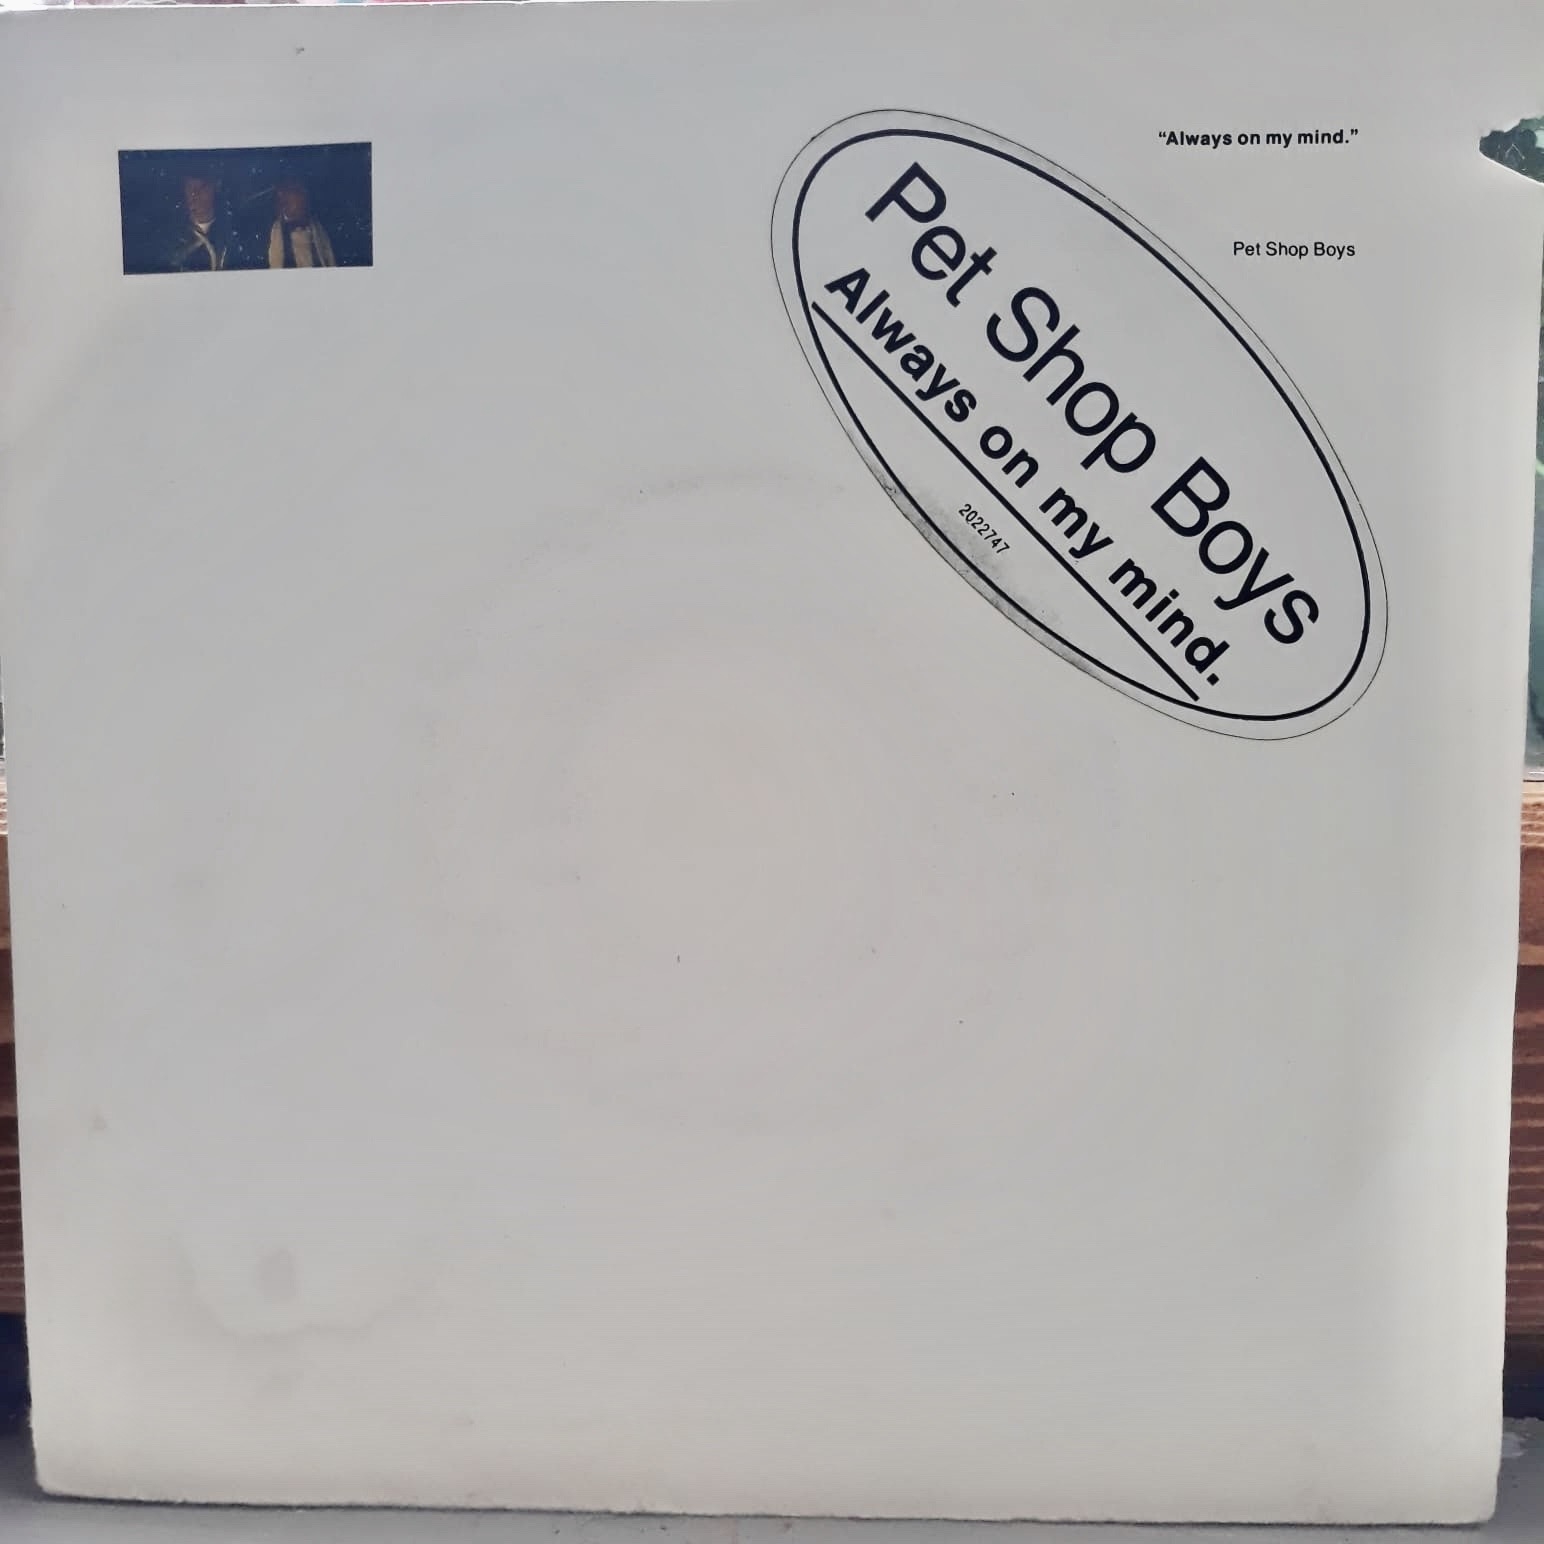 “Always on my mind.”
Pet Shop Boys
Pet Shop Boys
Always on my mind.
2022747